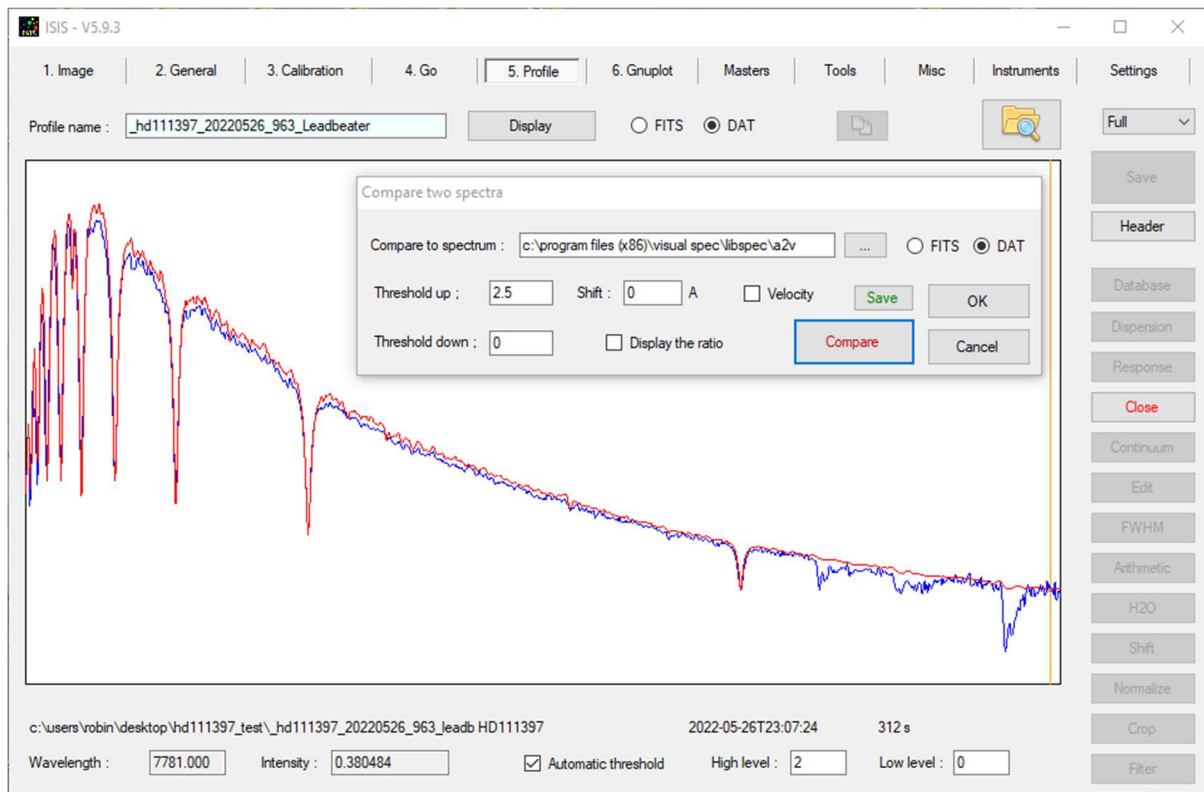 ISIS - V5.9.3
1. Image 2. General 3. Calibration 4. Go 5. Profile 6. Gnuplot Masters Tools Misc Instruments Settings
Profile name : _hd111397_20220526_963_Leadbeater Display FITS DAT Full
Save
Header
Database
Dispersion
Response
Close
Continuum
Edit
FWHM
Arithmetic
H2O
Shift
Normalize
Crop
Filter
Compare two spectra
Compare to spectrum : c:\program files (x86)\visual spec\libspec\a2v ... FITS DAT
Threshold up ; 2.5 Shift : 0 A Velocity Save OK
Threshold down ; 0 Display the ratio Compare Cancel
c:\users\robin\desktop\hd111397_test\_hd111397_20220526_963_leadb HD111397 2022-05-26T23:07:24 312 s
Wavelength : 7781.000 Intensity : 0.380484 Automatic threshold High level : 2 Low level : 0